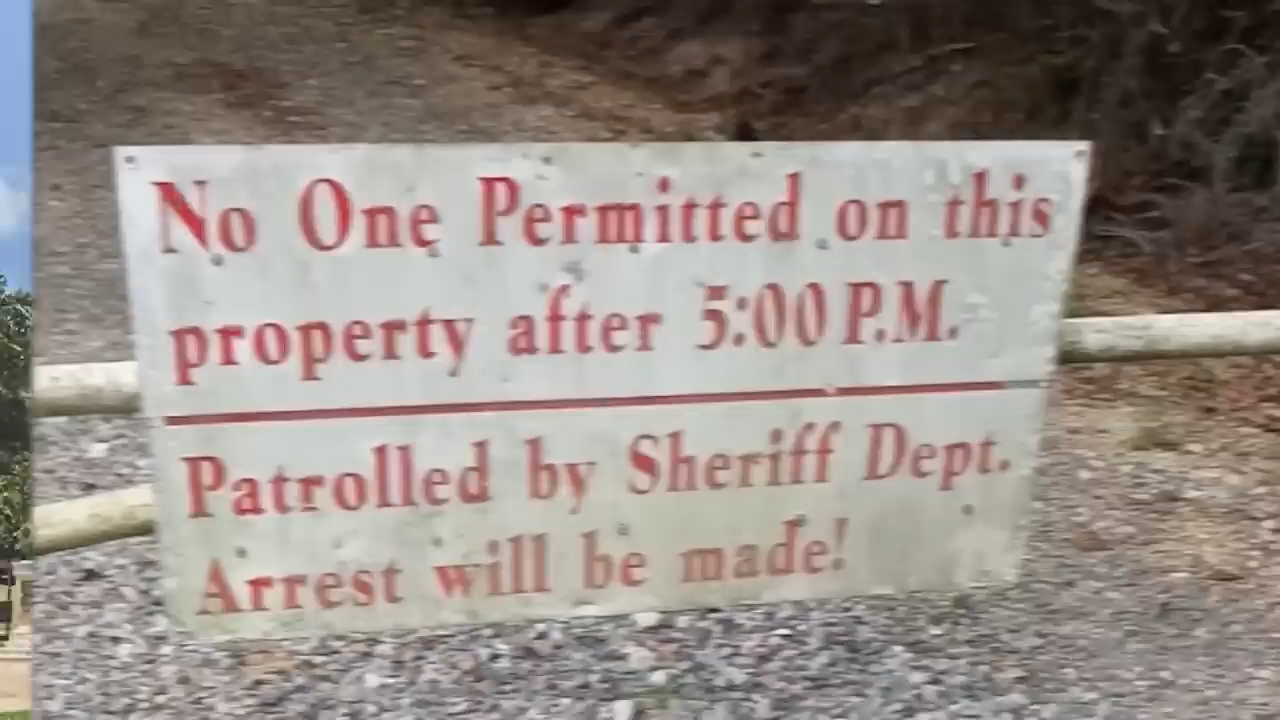 No One Permitted on this
property after 5:00 P.M.
Patrolled by Sheriff Dept.
Arrest will be made!